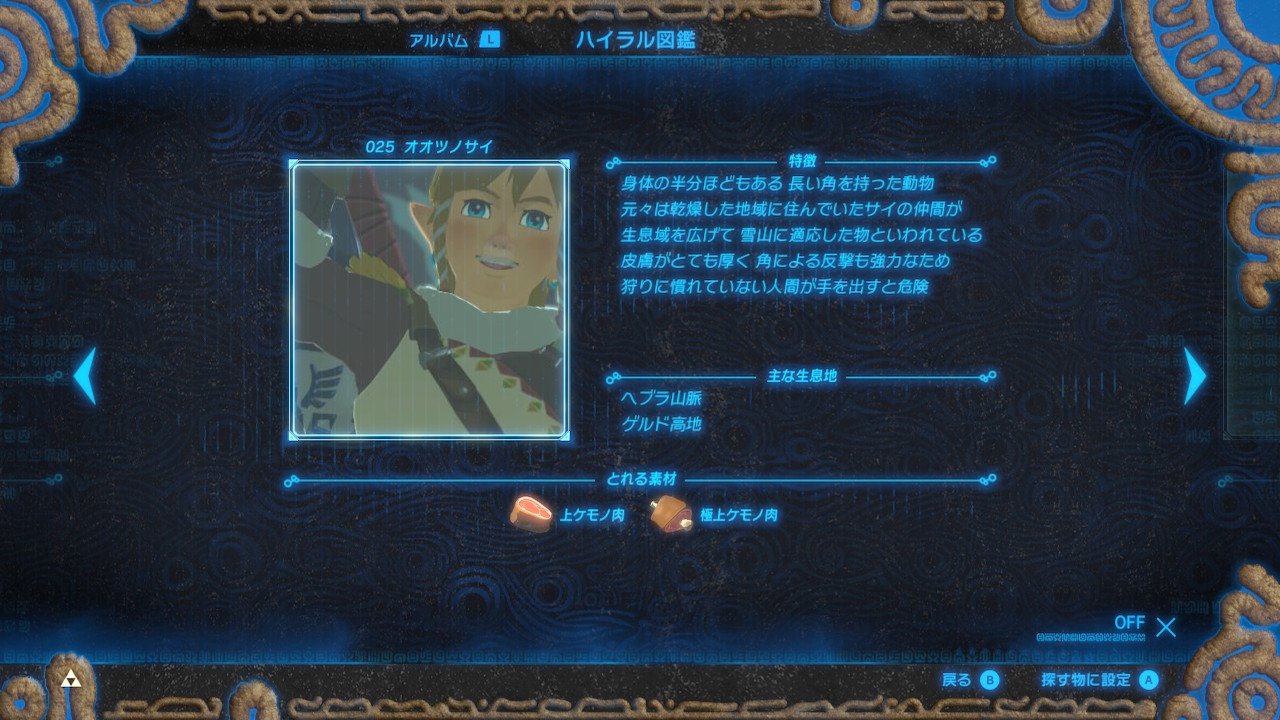 アルバム L
ハイラル図鑑
025 オオツノサイ
特徴
身体の半分ほどもある 長い角を持った動物
元々は乾燥した地域に住んでいたサイの仲間が
生息域を広げて 雪山に適応した物といわれている
皮膚がとても厚く 角による反撃も強力なため
狩りに慣れていない人間が手を出すと危険
主な生息地
ヘブラ山脈
ゲルド高地
とれる素材
上ケモノ肉 極上ケモノ肉
OFF
戻る B 探す物に設定 A